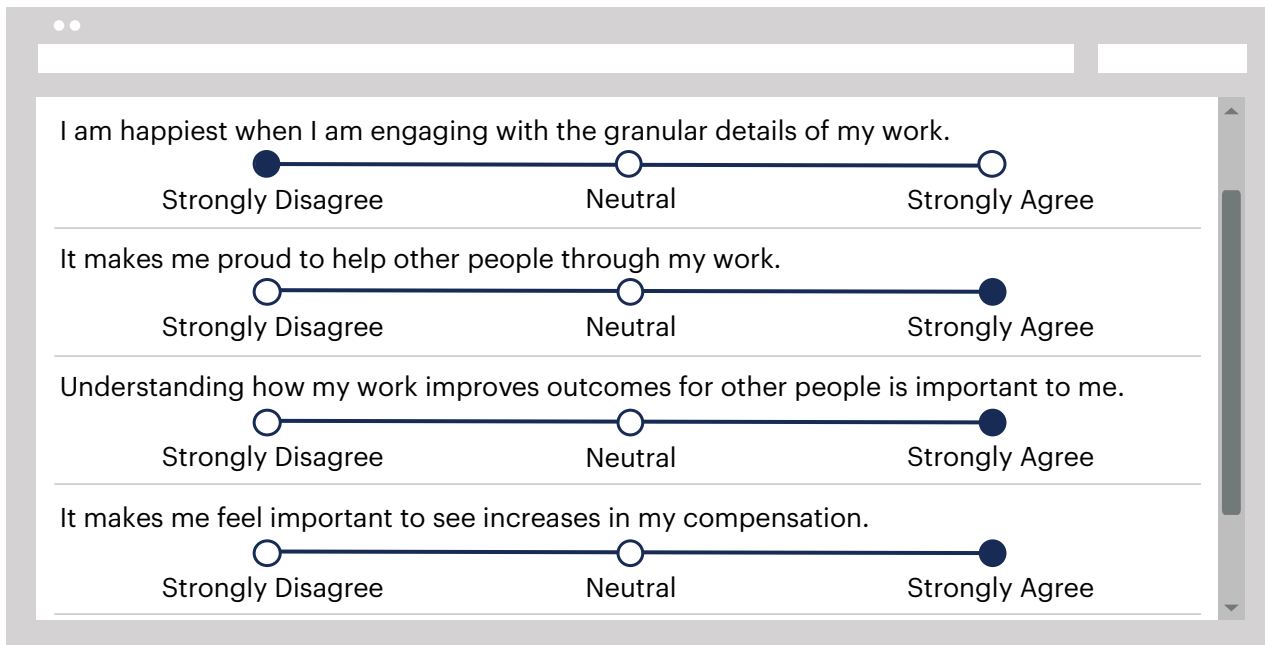 I am happiest when I am engaging with the granular details of my work.
Strongly Disagree Neutral Strongly Agree
It makes me proud to help other people through my work.
Strongly Disagree Neutral Strongly Agree
Understanding how my work improves outcomes for other people is important to me.
Strongly Disagree Neutral Strongly Agree
It makes me feel important to see increases in my compensation.
Strongly Disagree Neutral Strongly Agree